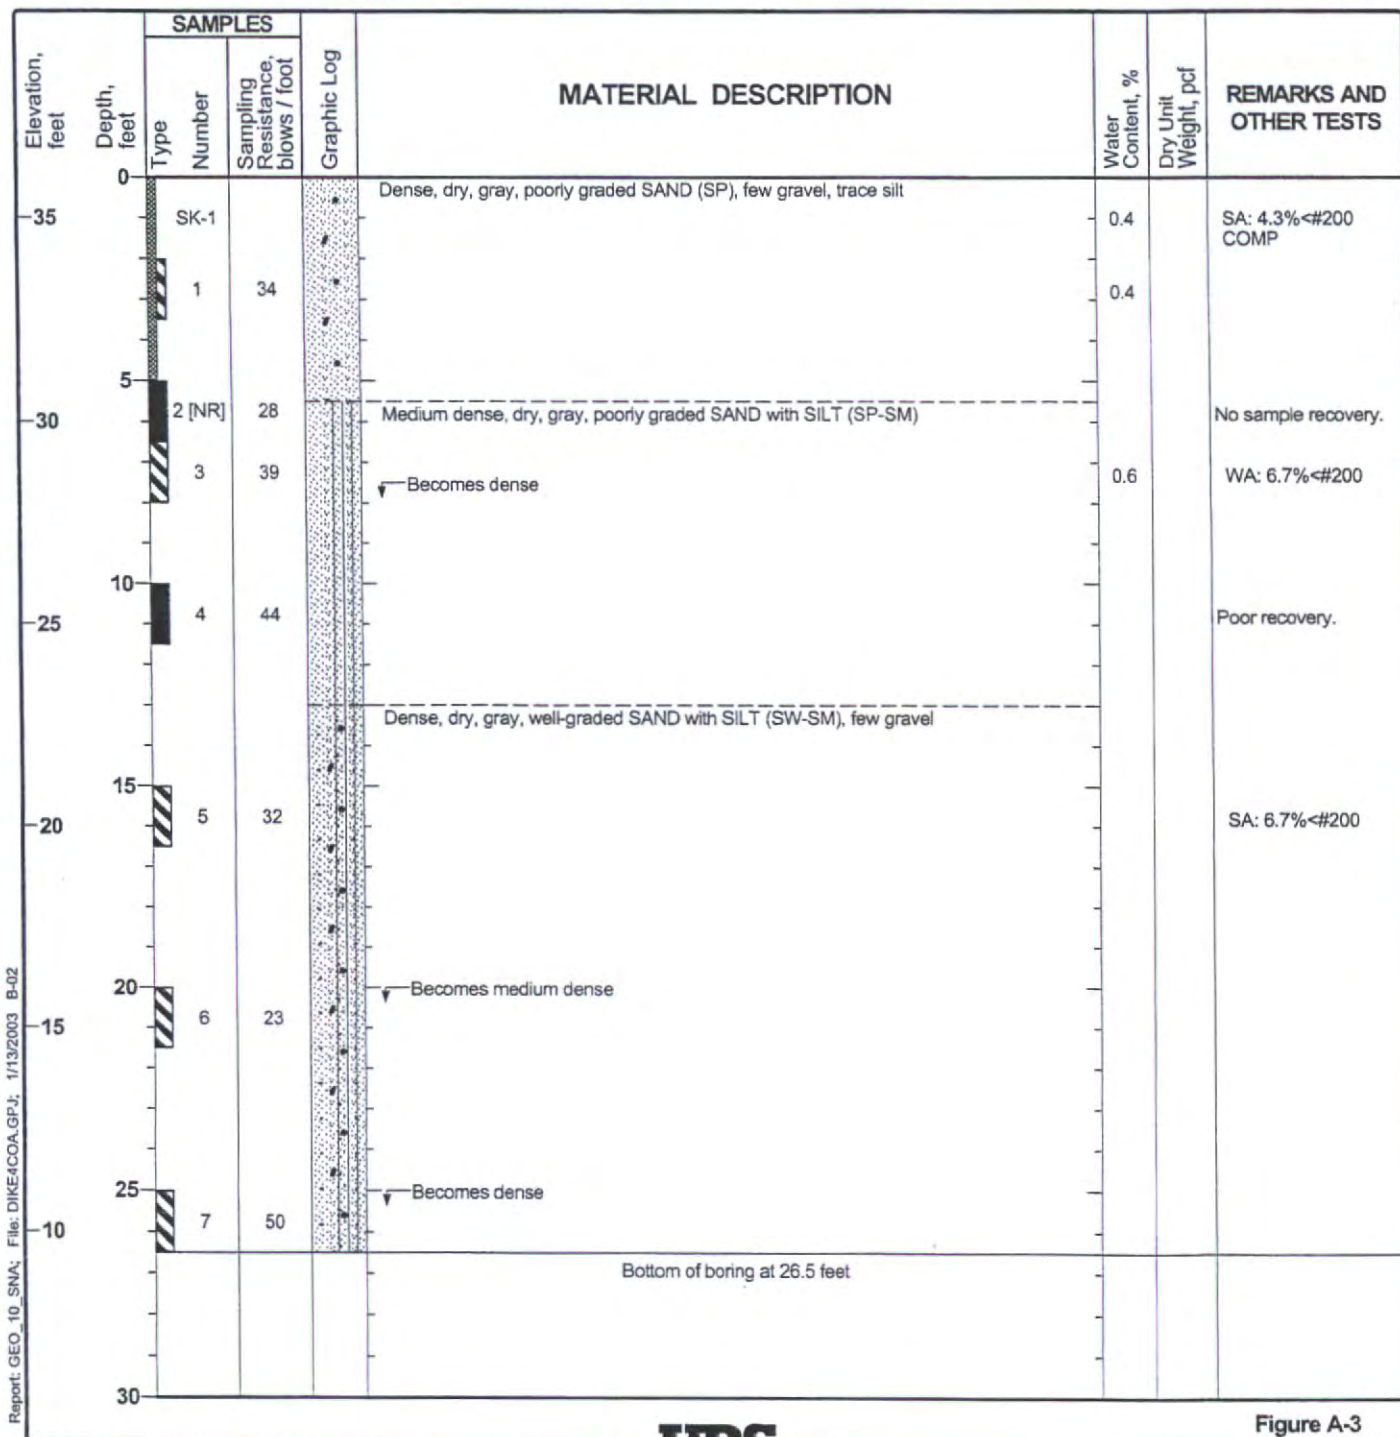 SAMPLES
Elevation,
feet
Depth,
feet
Type
Number
Sampling
Resistance,
blows / foot
Graphic Log
MATERIAL DESCRIPTION
Water
Content, %
Dry Unit
Weight, pcf
REMARKS AND
OTHER TESTS
0
Dense, dry, gray, poorly graded SAND (SP), few gravel, trace silt
35
SK-1
0.4
SA: 4.3%<#200
COMP
1
34
0.4
5
2 [NR]
28
30
Medium dense, dry, gray, poorly graded SAND with SILT (SP-SM)
No sample recovery.
3
39
Becomes dense
0.6
WA: 6.7%<#200
10
4
44
25
Poor recovery.
Dense, dry, gray, well-graded SAND with SILT (SW-SM), few gravel
15
5
32
20
SA: 6.7%<#200
20
Becomes medium dense
6
23
15
25
Becomes dense
7
50
10
Bottom of boring at 26.5 feet
30
Report: GEO_10_SNA; File: DIKE4COA.GPJ; 1/13/2003 B-02
URS
Figure A-3